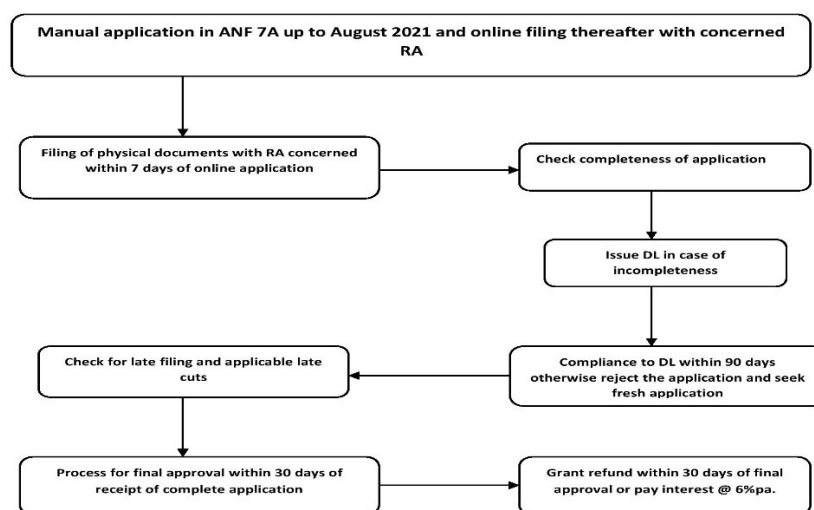 Manual application in ANF 7A up to August 2021 and online filing thereafter with concerned
RA
Filing of physical documents with RA concerned
within 7 days of online application
Check completeness of application
Issue DL in case of
incompleteness
Compliance to DL within 90 days
otherwise reject the application and seek
fresh application
Check for late filing and applicable late
cuts
Process for final approval within 30 days of
receipt of complete application
Grant refund within 30 days of final
approval or pay interest @ 6%pa.